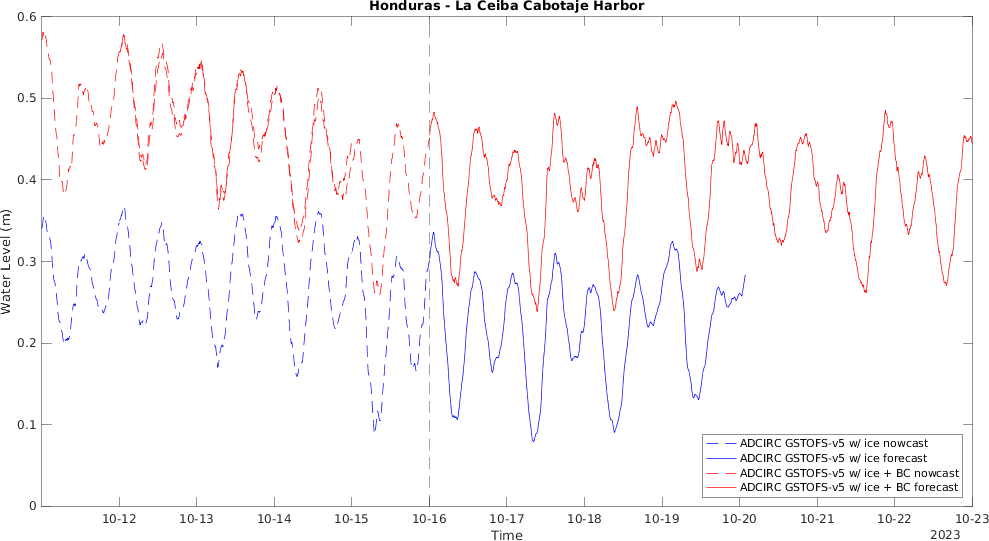 Honduras - La Ceiba Cabotaje Harbor
0.6
0.5
0.4
0.3
0.2
0.1
0
Water Level (m)
ADCIRC GSTOFS-v5 w/ ice nowcast
ADCIRC GSTOFS-v5 w/ ice forecast
ADCIRC GSTOFS-v5 w/ ice + BC nowcast
ADCIRC GSTOFS-v5 w/ ice + BC forecast
10-12 10-13 10-14 10-15 10-16 10-17 10-18 10-19 10-20 10-21 10-22 10-23
Time
2023